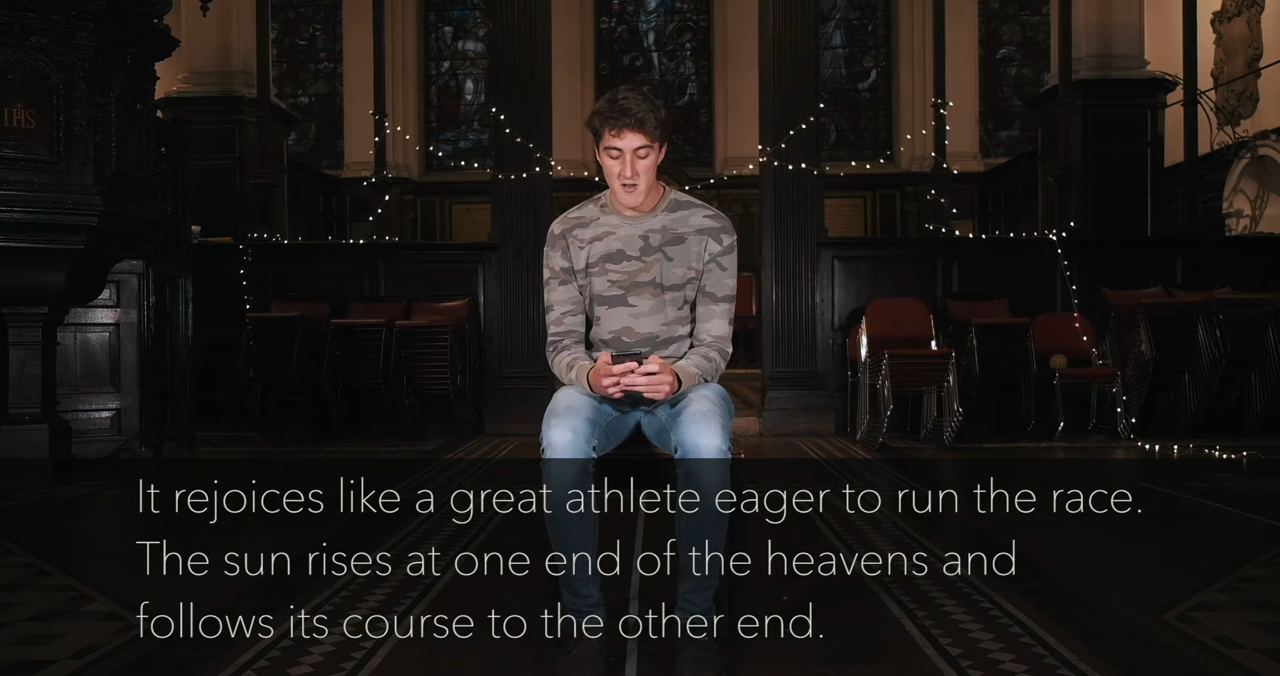 IHS
It rejoices like a great athlete eager to run the race.
The sun rises at one end of the heavens and
follows its course to the other end.